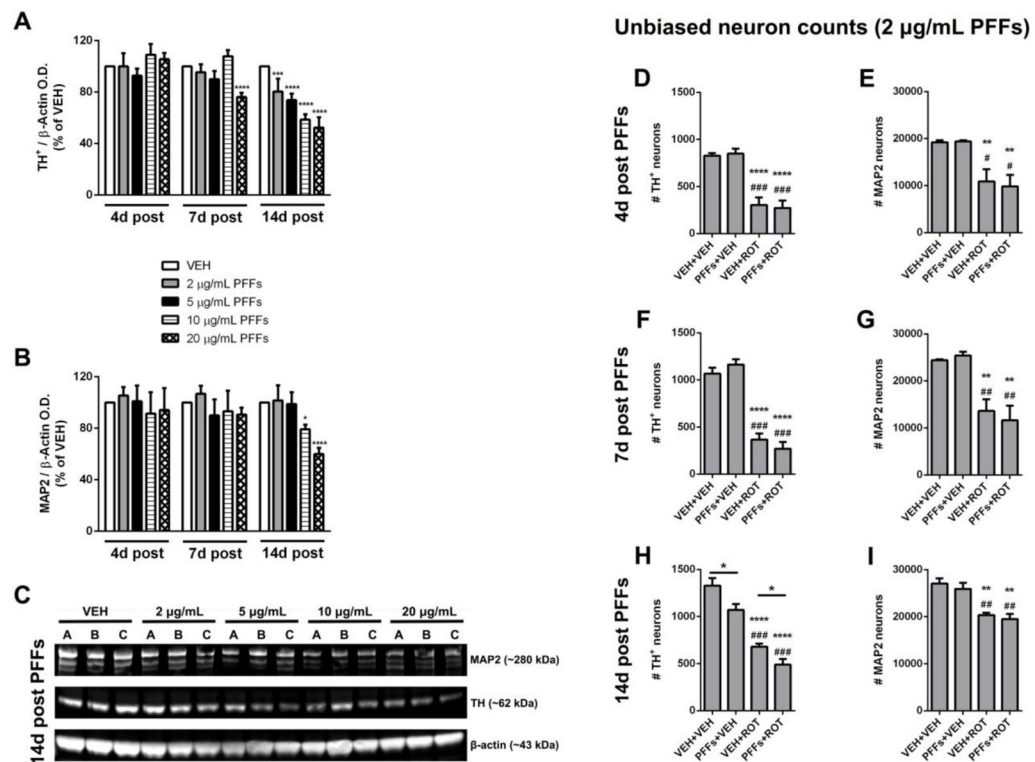 A
TH⁺ / β-Actin O.D.
(% of VEH)
120
80
40
0
*** **** **** **** ****
4d post 7d post 14d post
VEH
2 μg/mL PFFs
5 μg/mL PFFs
10 μg/mL PFFs
20 μg/mL PFFs
B
MAP2 / β-Actin O.D.
(% of VEH)
120
80
40
0
* ****
4d post 7d post 14d post
C
14d post PFFs
VEH 2 μg/mL 5 μg/mL 10 μg/mL 20 μg/mL
A B C A B C A B C A B C A B C
MAP2 (~280 kDa)
TH (~62 kDa)
β-actin (~43 kDa)
Unbiased neuron counts (2 μg/mL PFFs)
4d post PFFs
D
# TH⁺ neurons
1500
1000
500
0
**** ****
### ###
VEH+VEH PFFs+VEH VEH+ROT PFFs+ROT
E
# MAP2 neurons
30000
20000
10000
0
** **
# #
VEH+VEH PFFs+VEH VEH+ROT PFFs+ROT
7d post PFFs
F
# TH⁺ neurons
1500
1000
500
0
**** ****
### ###
VEH+VEH PFFs+VEH VEH+ROT PFFs+ROT
G
# MAP2 neurons
30000
20000
10000
0
** **
## ##
VEH+VEH PFFs+VEH VEH+ROT PFFs+ROT
14d post PFFs
H
# TH⁺ neurons
1500
1000
500
0
* *
**** ****
### ###
VEH+VEH PFFs+VEH VEH+ROT PFFs+ROT
I
# MAP2 neurons
30000
20000
10000
0
** **
## ##
VEH+VEH PFFs+VEH VEH+ROT PFFs+ROT